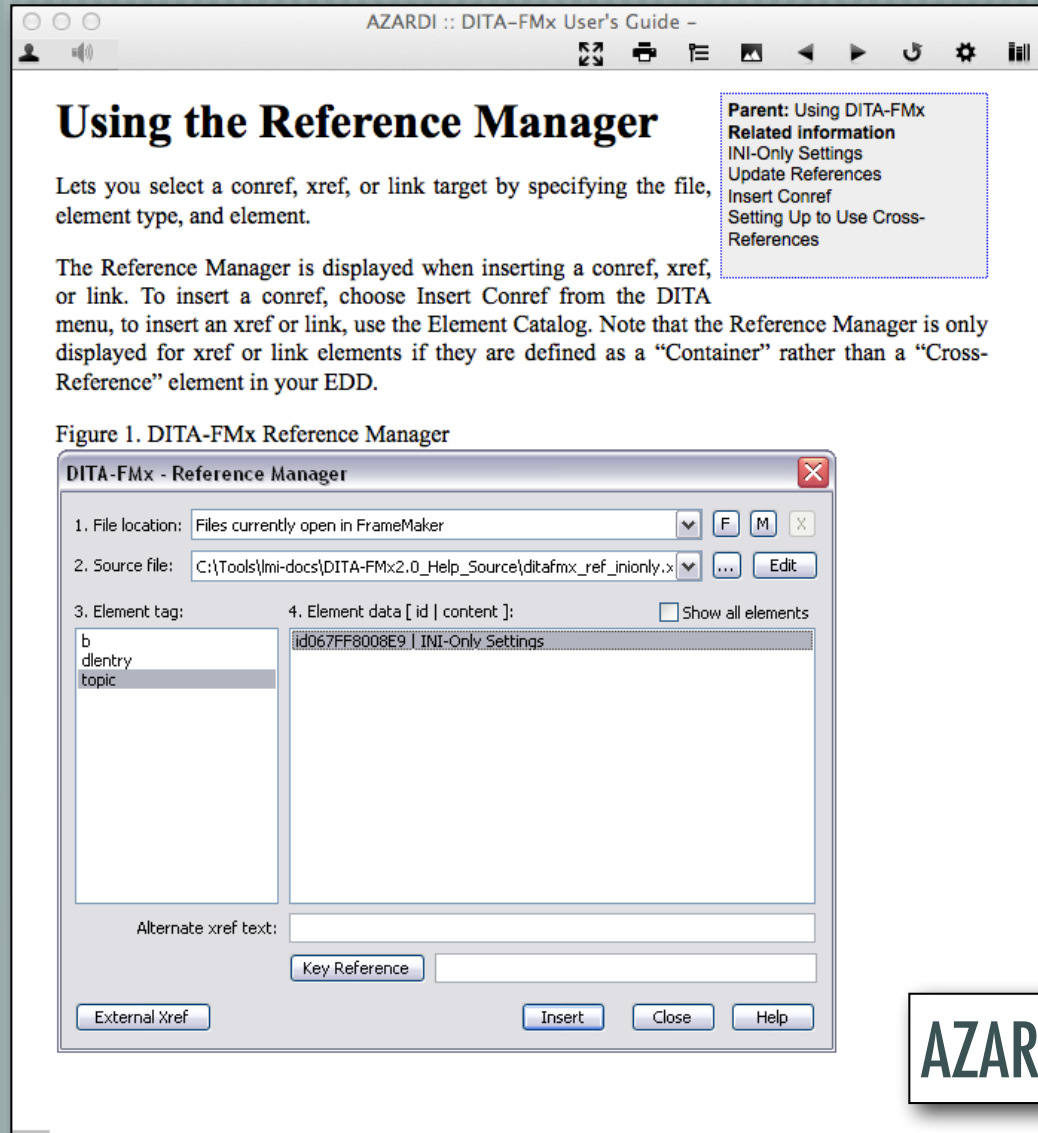 AZARDI :: DITA-FMx User's Guide –
Using the Reference Manager
Lets you select a conref, xref, or link target by specifying the file,
element type, and element.
Parent: Using DITA-FMx
Related information
INI-Only Settings
Update References
Insert Conref
Setting Up to Use Cross-
References
The Reference Manager is displayed when inserting a conref, xref,
or link. To insert a conref, choose Insert Conref from the DITA
menu, to insert an xref or link, use the Element Catalog. Note that the Reference Manager is only
displayed for xref or link elements if they are defined as a “Container” rather than a “Cross-
Reference” element in your EDD.
Figure 1. DITA-FMx Reference Manager
DITA-FMx - Reference Manager
1. File location: Files currently open in FrameMaker F M X
2. Source file: C:\Tools\lmi-docs\DITA-FMx2.0_Help_Source\ditafmx_ref_inionly.x ... Edit
3. Element tag: 4. Element data [ id | content ]: Show all elements
b
dlentry
topic
id067FF8008E9 | INI-Only Settings
Alternate xref text:
Key Reference
External Xref Insert Close Help
AZAR